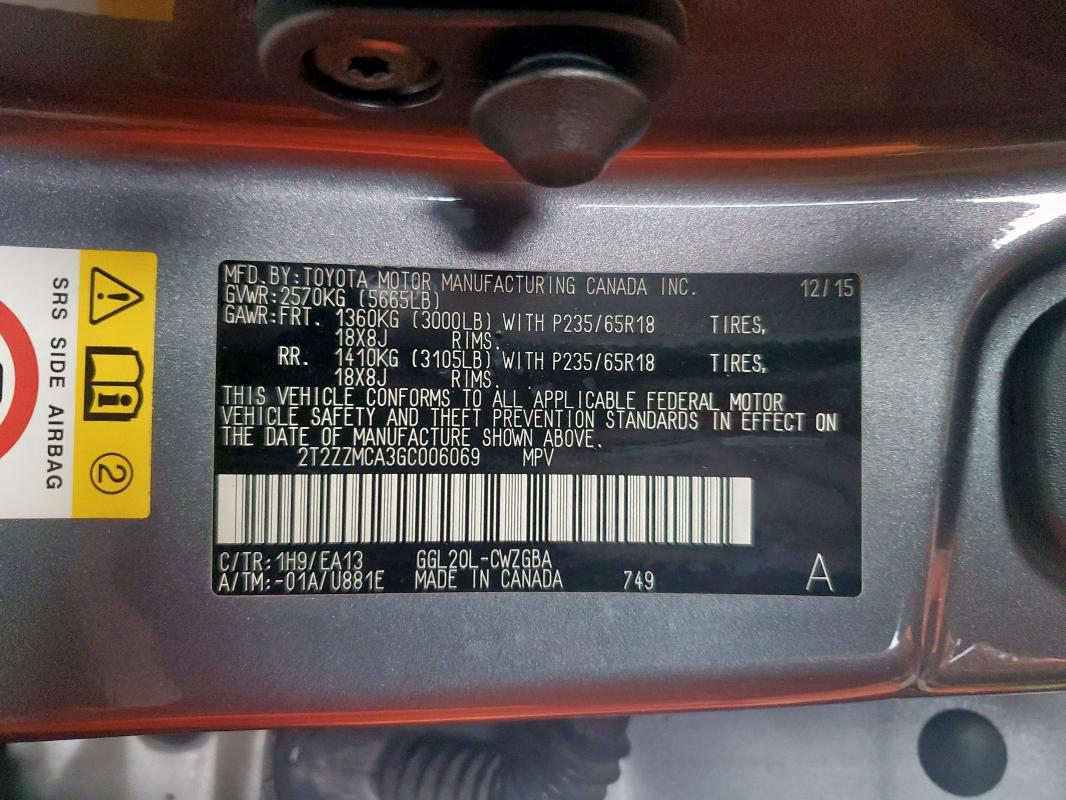 MFD. BY: TOYOTA MOTOR MANUFACTURING CANADA INC. 12/15
GVWR: 2570KG (5665LB)
GAWR: FRT. 1360KG (3000LB) WITH P235/65R18 TIRES,
18X8J RIMS.
RR. 1410KG (3105LB) WITH P235/65R18 TIRES,
18X8J RIMS.
THIS VEHICLE CONFORMS TO ALL APPLICABLE FEDERAL MOTOR
VEHICLE SAFETY AND THEFT PREVENTION STANDARDS IN EFFECT ON
THE DATE OF MANUFACTURE SHOWN ABOVE.
2T2ZZMCA3GC006069 MPV
C/TR: 1H9/EA13 GGL20L-CWZGBA
A/TM: -01A/U881E MADE IN CANADA 749 A
SRS SIDE AIRBAG
2